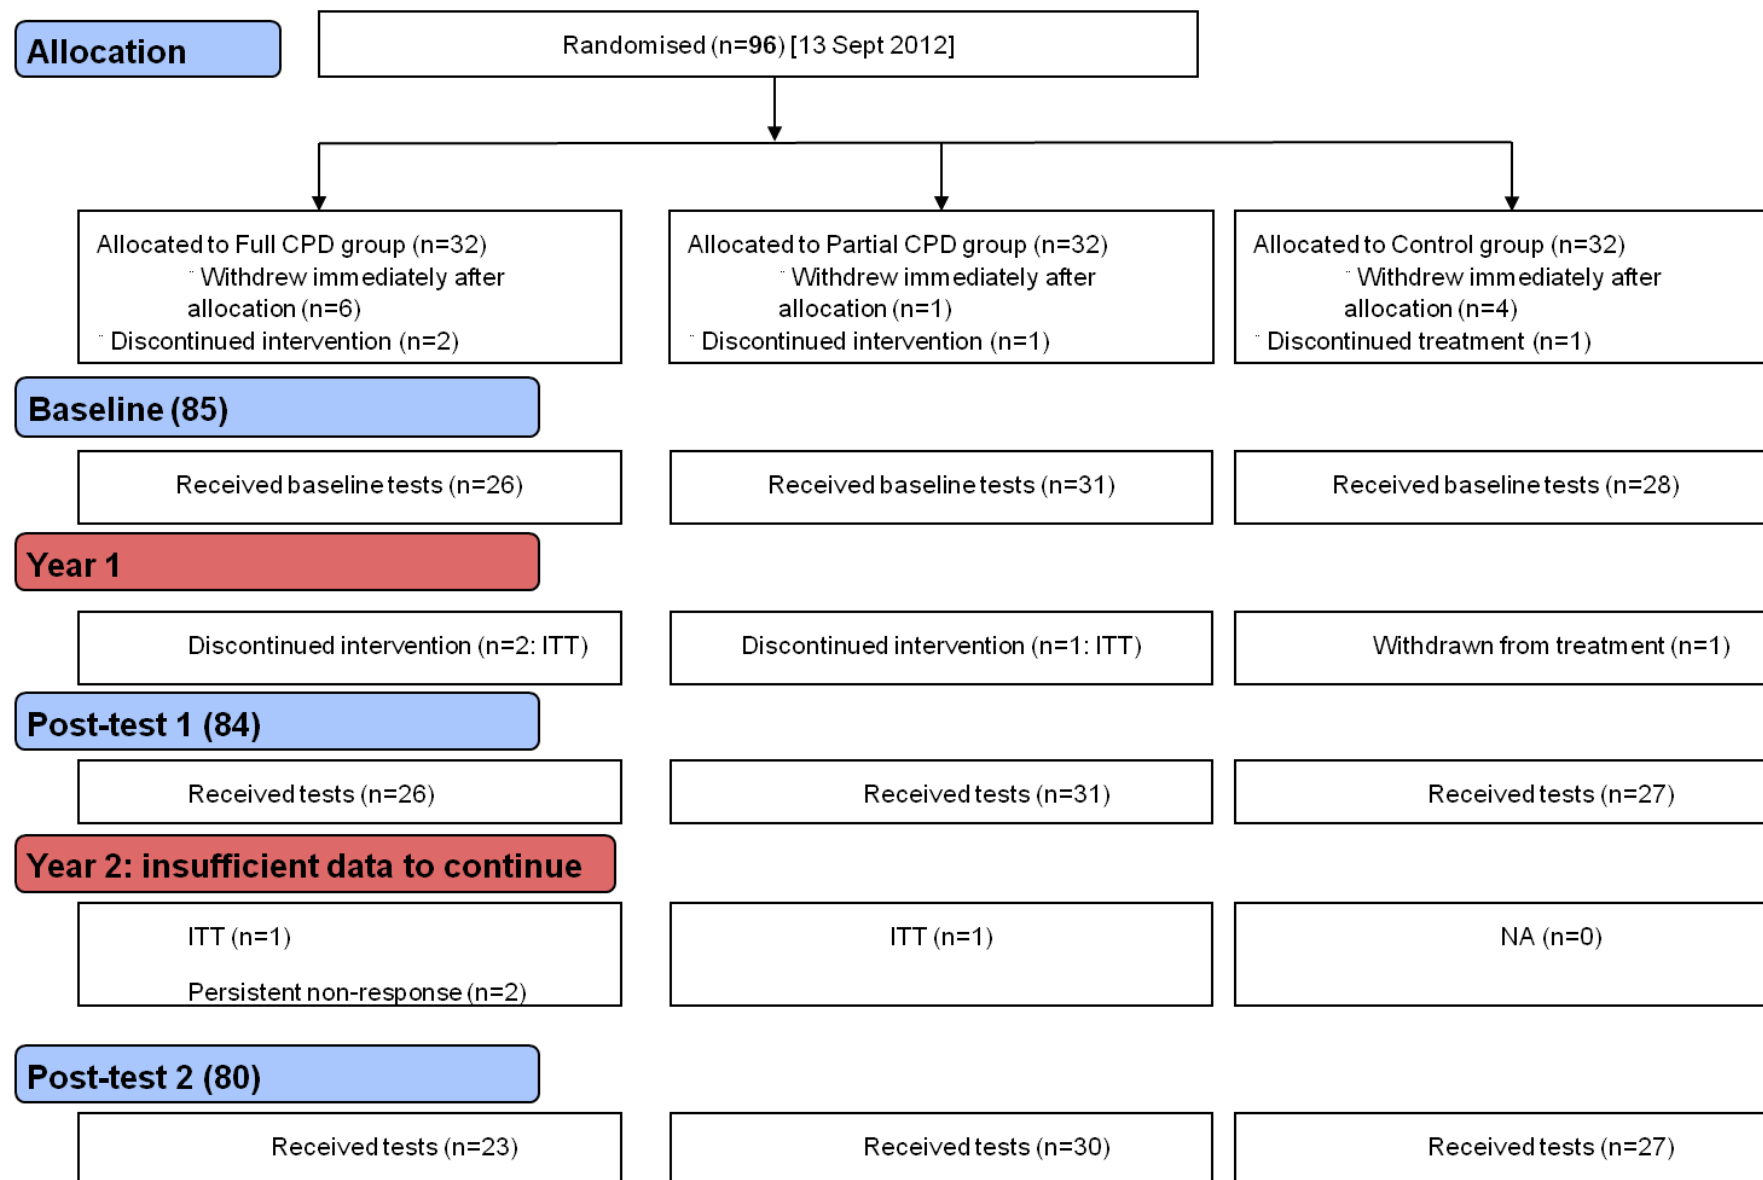 Allocation
Randomised (n=96) [13 Sept 2012]
Allocated to Full CPD group (n=32)
¨ Withdrew immediately after
allocation (n=6)
¨ Discontinued intervention (n=2)
Allocated to Partial CPD group (n=32)
¨ Withdrew immediately after
allocation (n=1)
¨ Discontinued intervention (n=1)
Allocated to Control group (n=32)
¨ Withdrew immediately after
allocation (n=4)
¨ Discontinued treatment (n=1)
Baseline (85)
Received baseline tests (n=26)
Received baseline tests (n=31)
Received baseline tests (n=28)
Year 1
Discontinued intervention (n=2: ITT)
Discontinued intervention (n=1: ITT)
Withdrawn from treatment (n=1)
Post-test 1 (84)
Received tests (n=26)
Received tests (n=31)
Received tests (n=27)
Year 2: insufficient data to continue
ITT (n=1)
Persistent non-response (n=2)
ITT (n=1)
NA (n=0)
Post-test 2 (80)
Received tests (n=23)
Received tests (n=30)
Received tests (n=27)